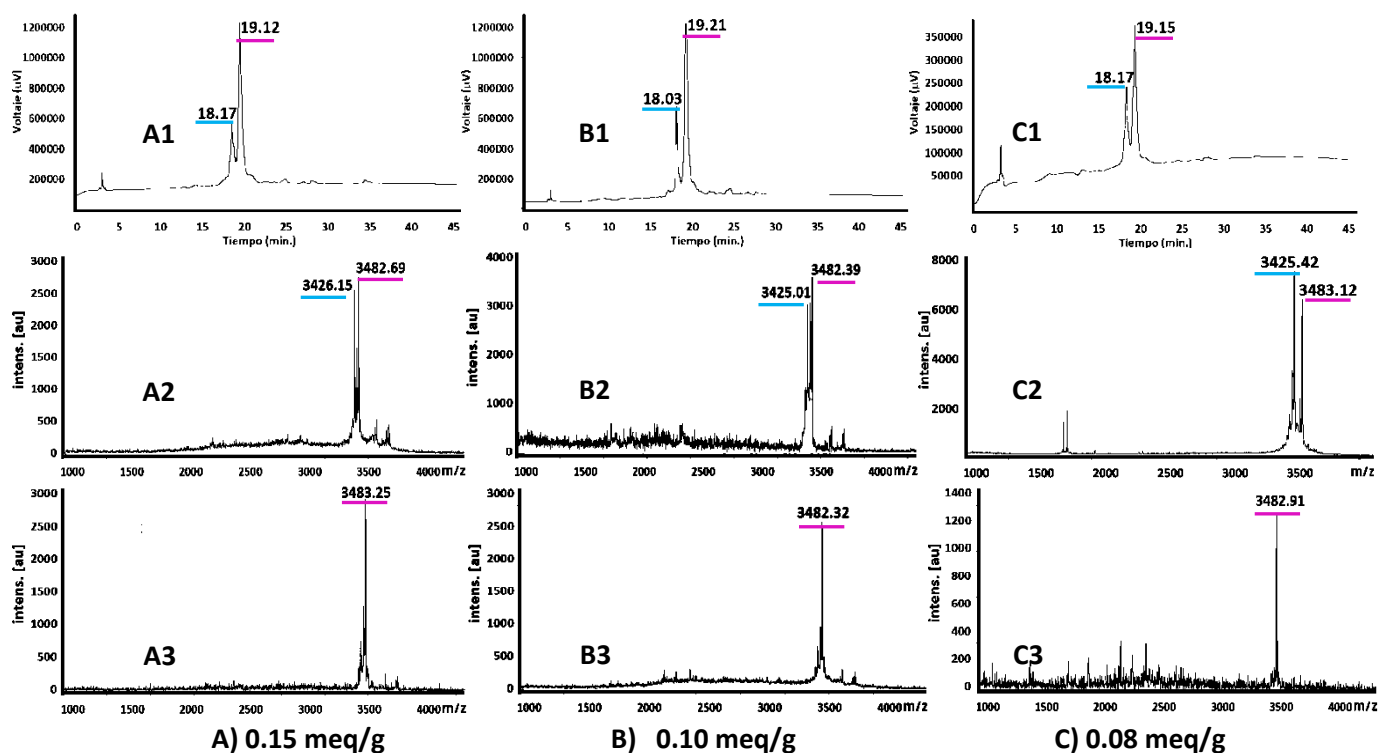 1200000
1000000
800000
600000
400000
200000
Voltaje (µV)
19.12
18.17
A1
0 5 10 15 20 25 30 35 40 45
Tiempo (min.)
1200000
1000000
800000
600000
400000
200000
Voltaje (µV)
19.21
18.03
B1
0 5 10 15 20 25 30 35 40 45
Tiempo (min.)
350000
300000
250000
200000
150000
100000
50000
Voltaje (µV)
19.15
18.17
C1
0 5 10 15 20 25 30 35 40 45
Tiempo (min.)
3000
2500
2000
1500
1000
500
0
intens. [au]
3482.69
3426.15
A2
1000 1500 2000 2500 3000 3500 4000 m/z
4000
3000
2000
1000
0
intens. [au]
3482.39
3425.01
B2
1000 1500 2000 2500 3000 3500 4000 m/z
8000
6000
4000
2000
0
intens. [au]
3425.42
3483.12
C2
1000 1500 2000 2500 3000 3500 m/z
3000
2500
2000
1500
1000
500
0
intens. [au]
3483.25
A3
1000 1500 2000 2500 3000 3500 4000 m/z
3000
2500
2000
1500
1000
500
0
intens. [au]
3482.32
B3
1000 1500 2000 2500 3000 3500 4000 m/z
1400
1200
1000
800
600
400
200
0
intens. [au]
3482.91
C3
1000 1500 2000 2500 3000 3500 4000 m/z
A) 0.15 meq/g
B) 0.10 meq/g
C) 0.08 meq/g